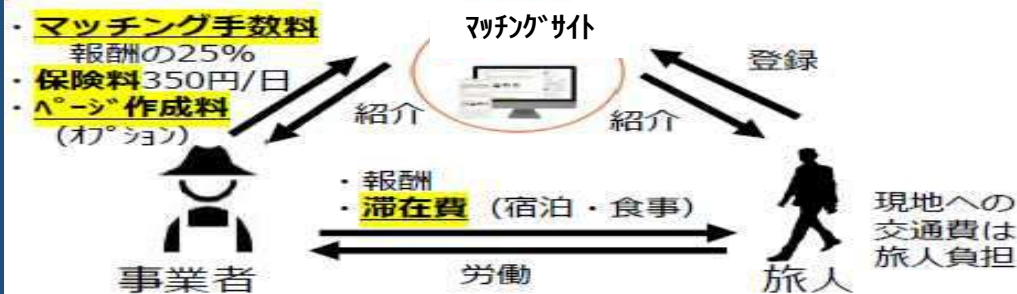 ・マッチング手数料
報酬の25%
・保険料350円/日
・ﾍﾟｰｼﾞ作成料
(ｵﾌﾟｼｮﾝ)
ﾏｯﾁﾝｸﾞｻｲﾄ
登録
紹介
紹介
・報酬
・滞在費（宿泊・食事）
現地への
交通費は
旅人負担
労働
事業者
旅人